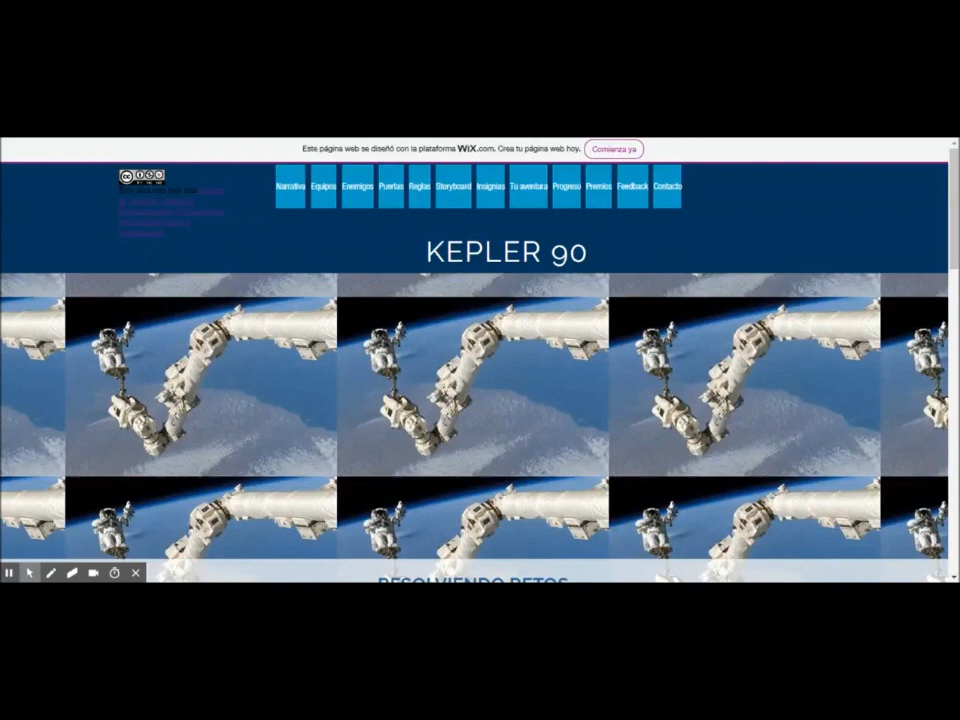 Este página web se diseñó con la plataforma WiX.com. Crea tu página web hoy. Comienza ya
Narrativa Equipos Enemigos Puertas Reglas Storyboard Insignias Tu aventura Progreso Premios Feedback Contacto
KEPLER 90
RESOLVIENDO RETOS